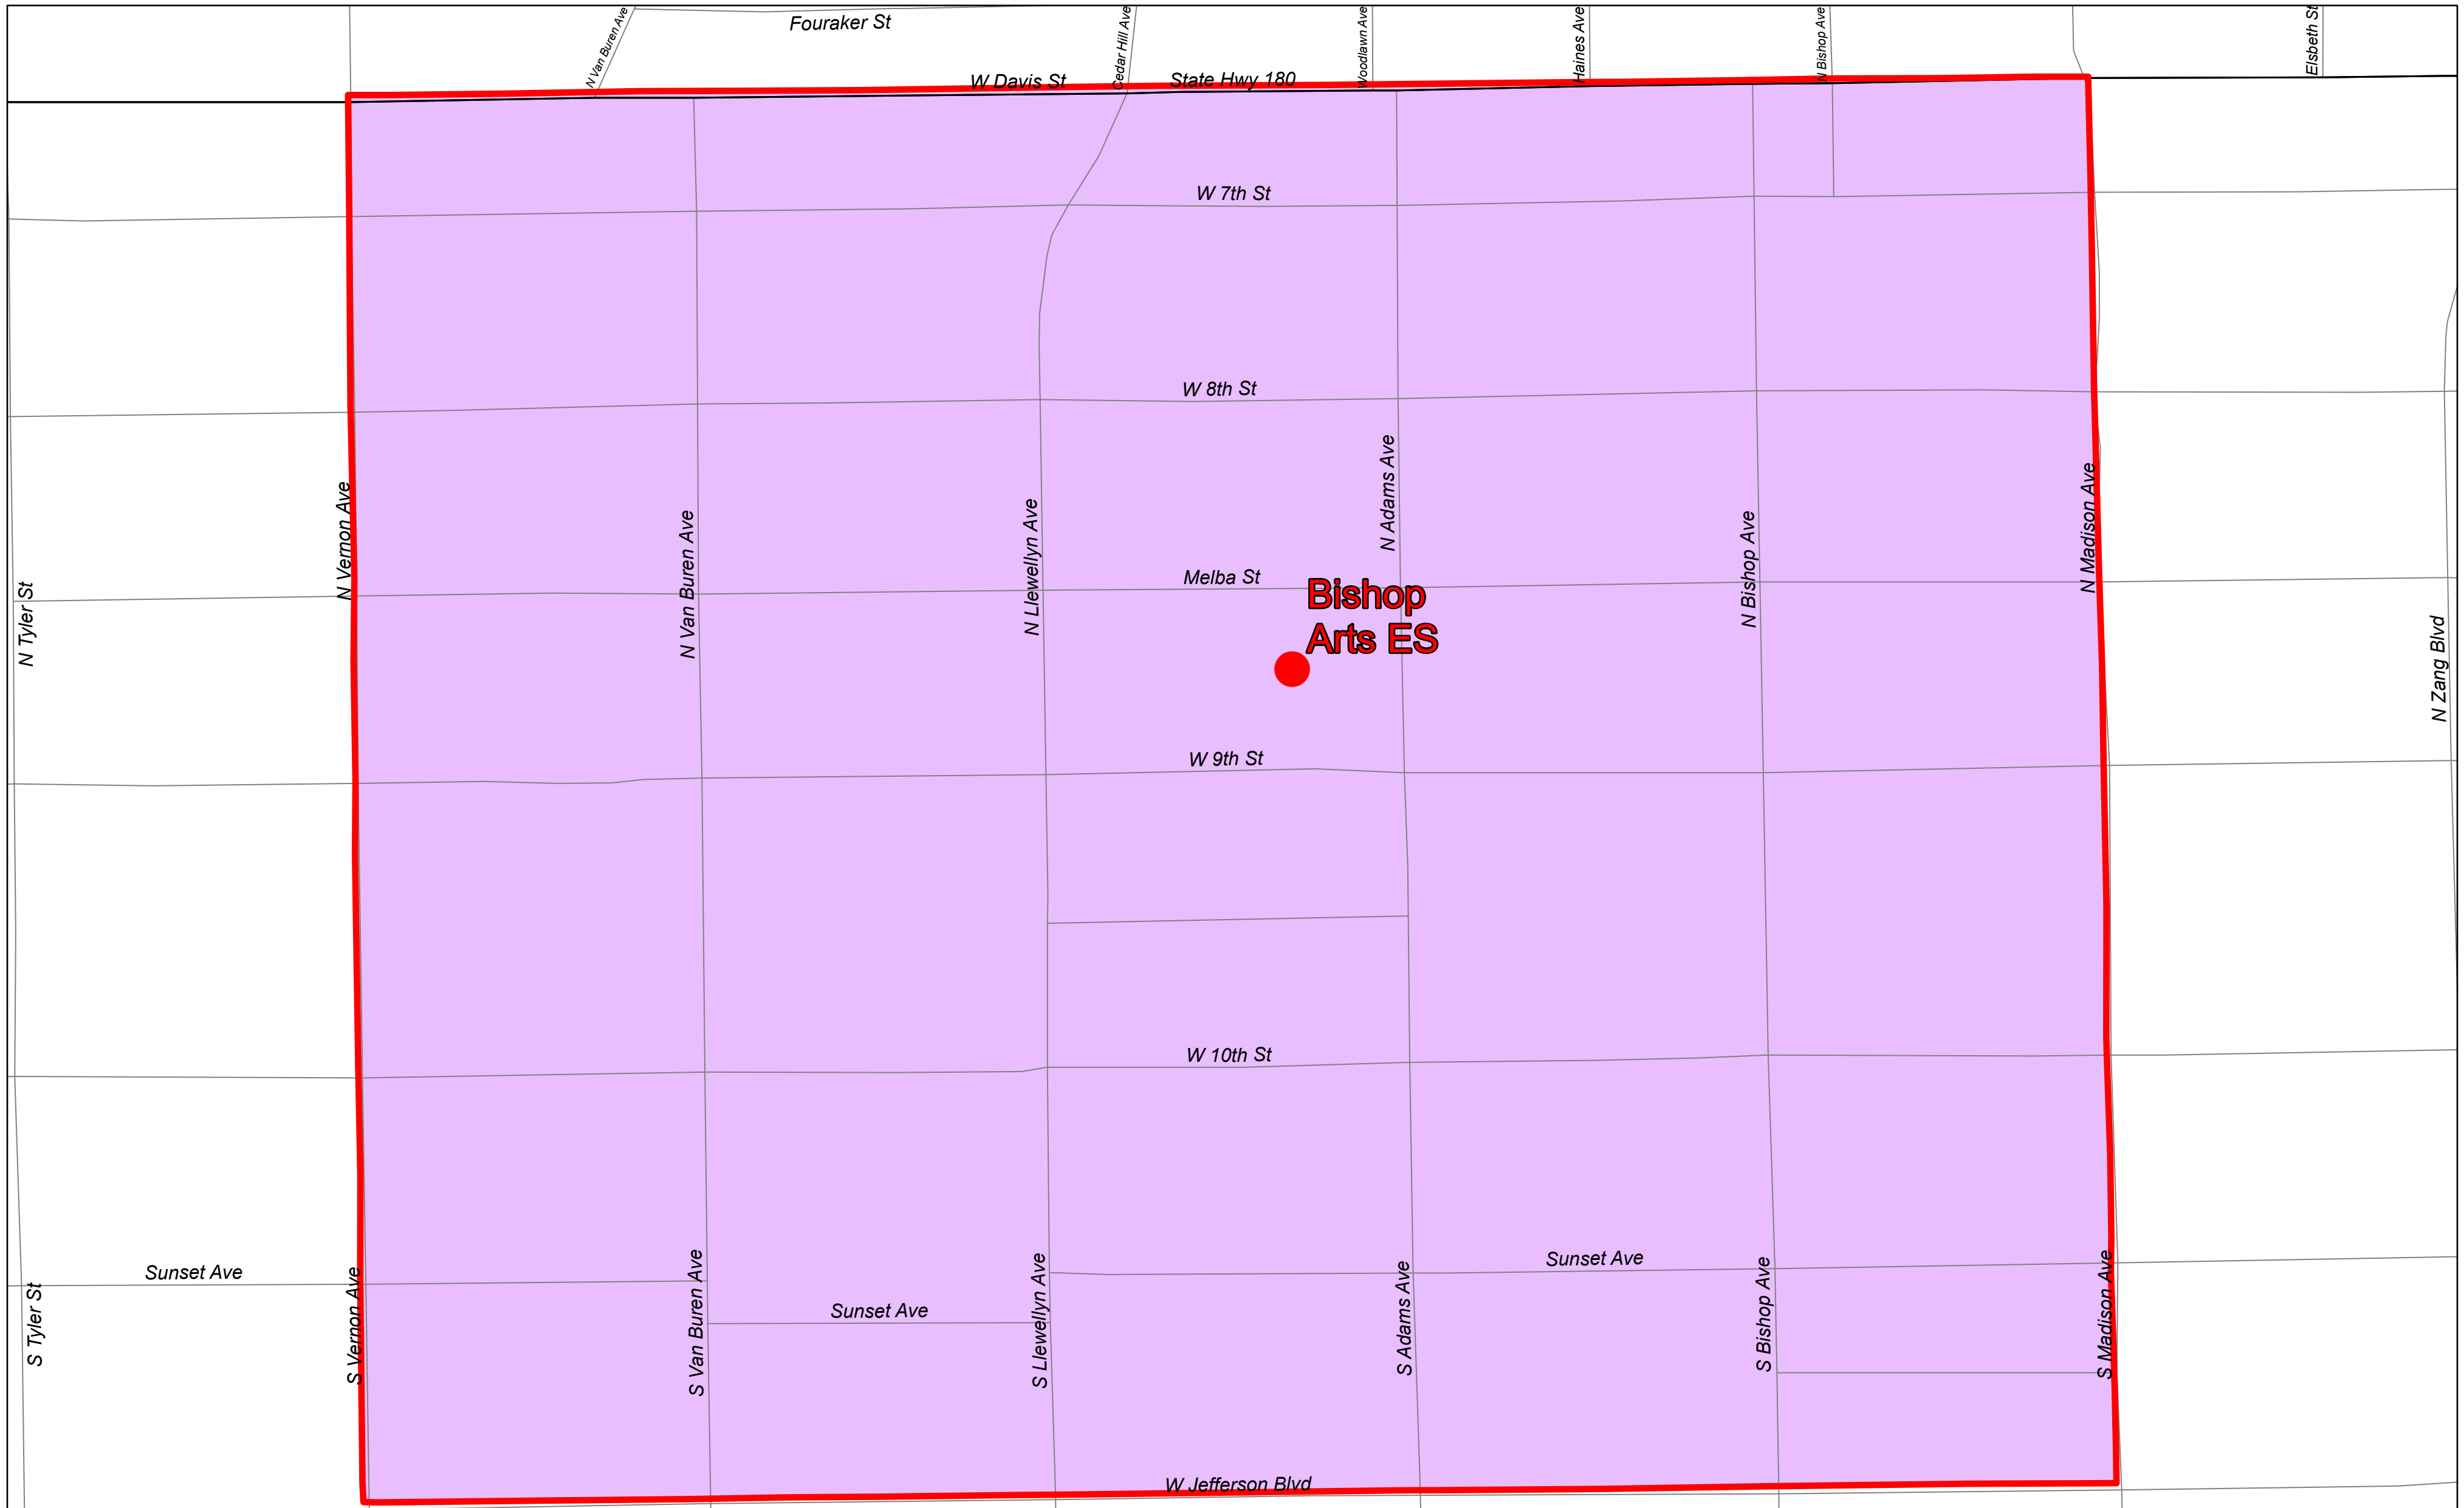 N Van Buren Ave
Fouraker St
Cedar Hill Ave
Woodlawn Ave
Haines Ave
N Bishop Ave
Elsbeth St
W Davis St
State Hwy 180
W 7th St
W 8th St
N Tyler St
N Vernon Ave
N Van Buren Ave
N Llewellyn Ave
N Adams Ave
N Bishop Ave
N Madison Ave
N Zang Blvd
Melba St
Bishop
Arts ES
W 9th St
W 10th St
Sunset Ave
Sunset Ave
Sunset Ave
S Tyler St
S Vernon Ave
S Van Buren Ave
S Llewellyn Ave
S Adams Ave
S Bishop Ave
S Madison Ave
W Jefferson Blvd